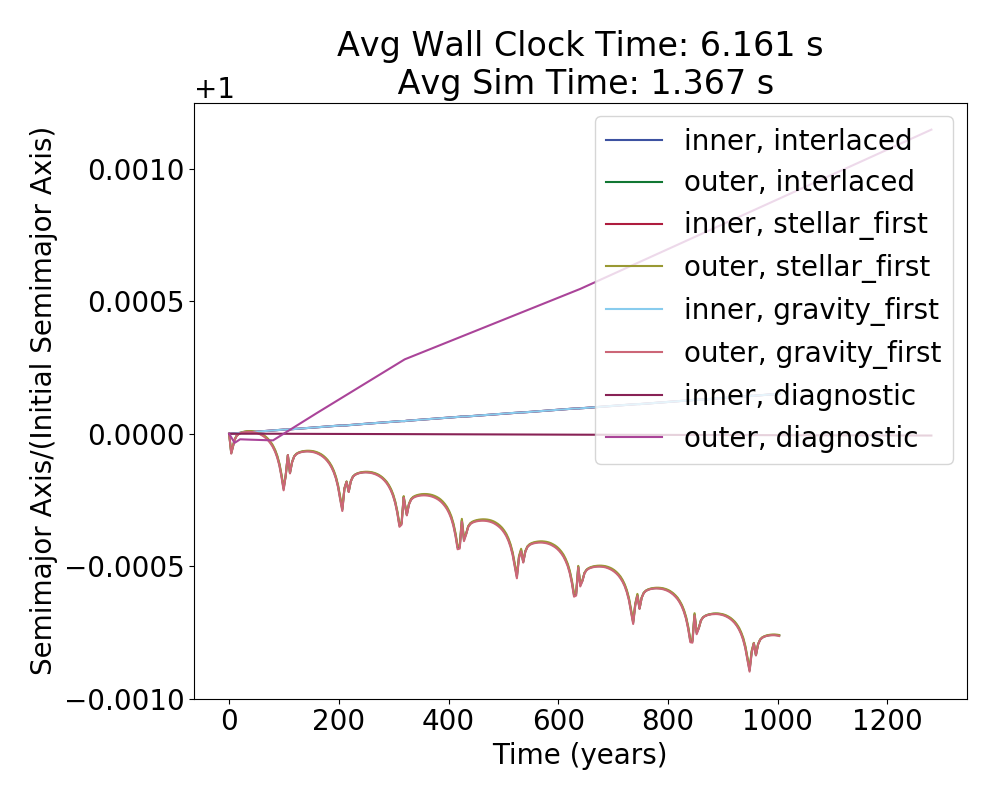 Avg Wall Clock Time: 6.161 s
Avg Sim Time: 1.367 s
+1
Semimajor Axis/(Initial Semimajor Axis)
0.0010
0.0005
0.0000
−0.0005
−0.0010
inner, interlaced
outer, interlaced
inner, stellar_first
outer, stellar_first
inner, gravity_first
outer, gravity_first
inner, diagnostic
outer, diagnostic
0 200 400 600 800 1000 1200
Time (years)